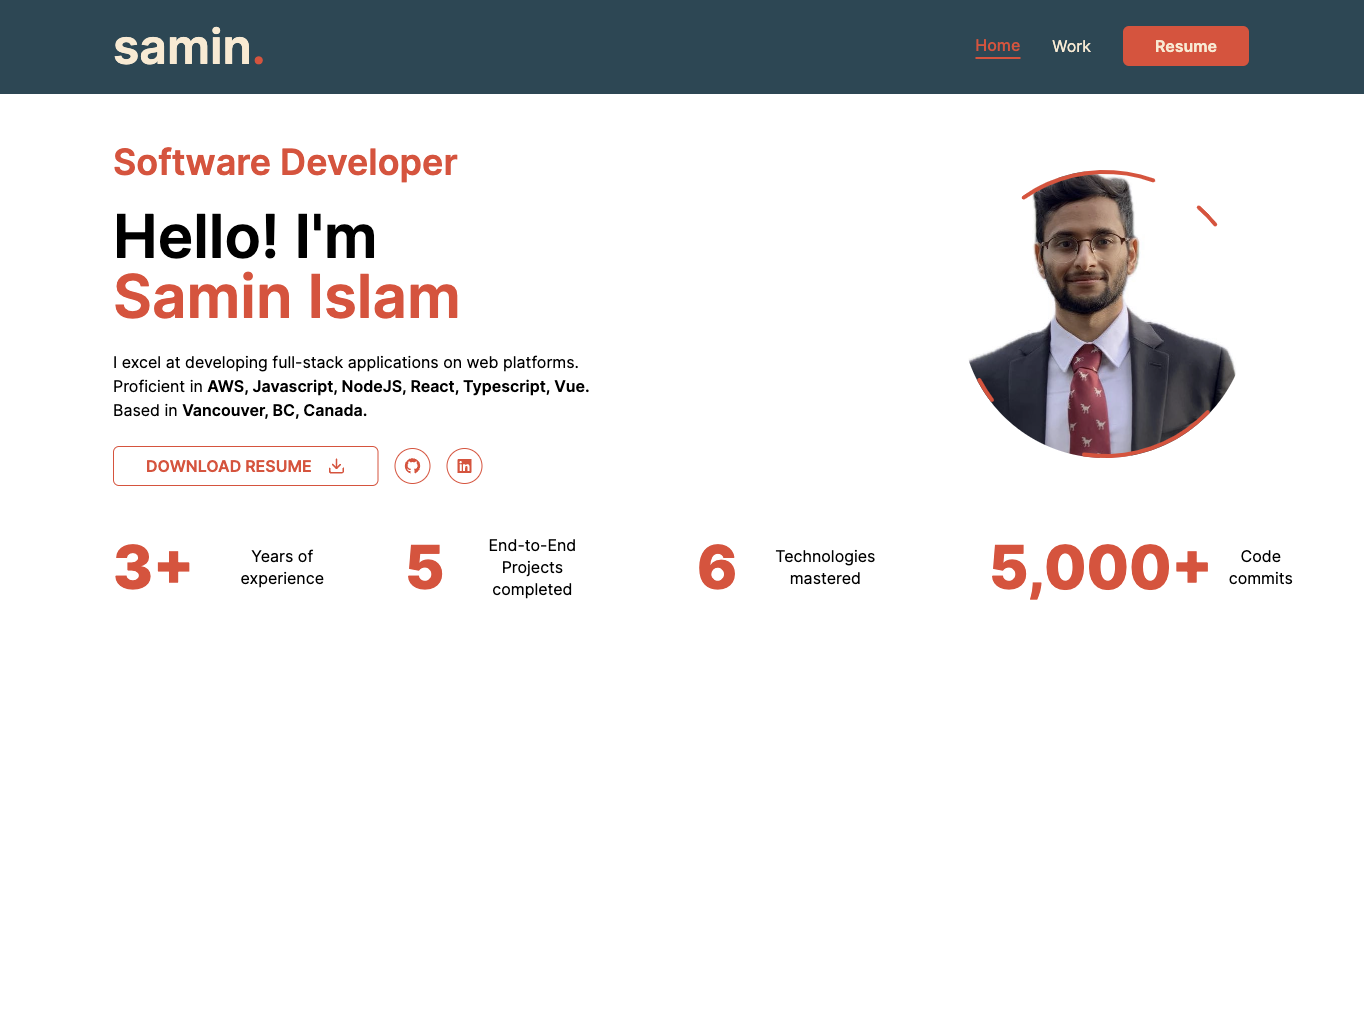 samin.
Home
Work
Resume
Software Developer
Hello! I'm
Samin Islam
I excel at developing full-stack applications on web platforms.
Proficient in AWS, Javascript, NodeJS, React, Typescript, Vue.
Based in Vancouver, BC, Canada.
DOWNLOAD RESUME
in
3+
Years of
experience
5
End-to-End
Projects
completed
6
Technologies
mastered
5,000+
Code
commits